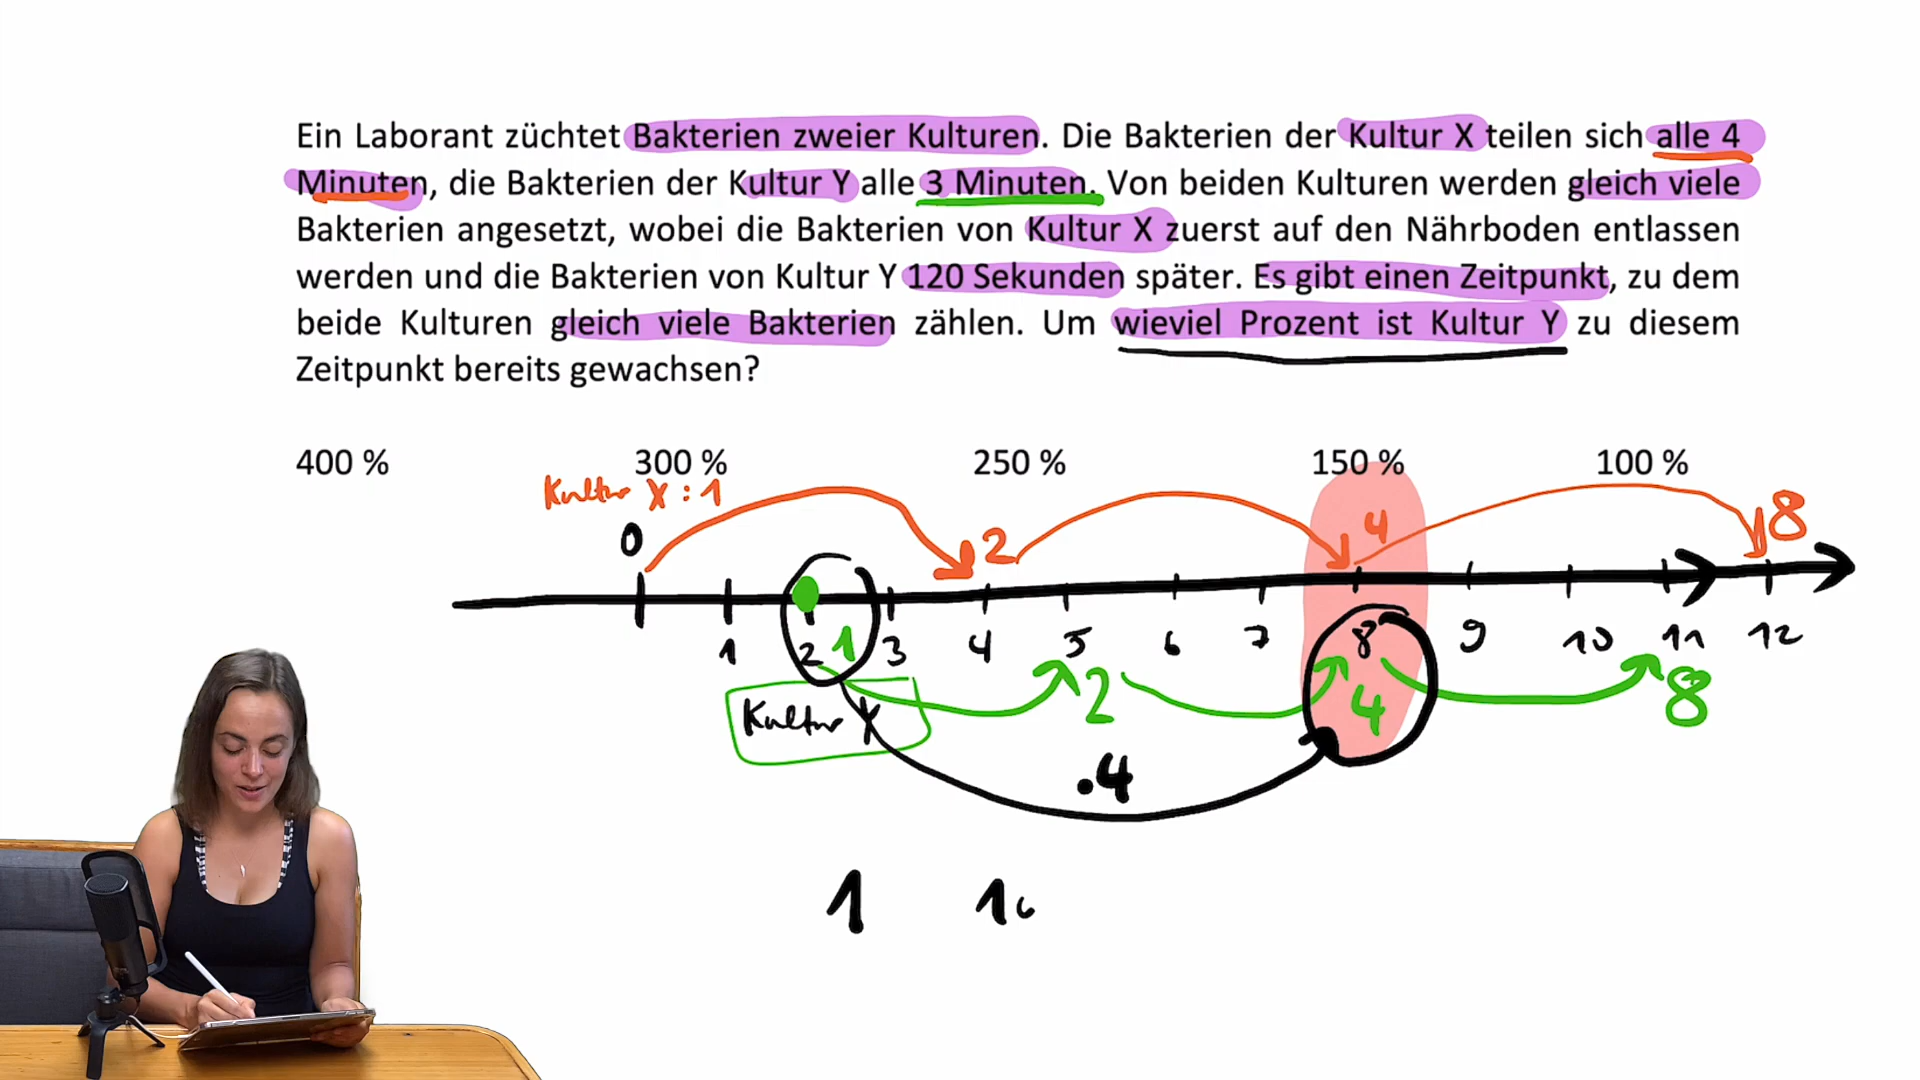 Ein Laborant züchtet Bakterien zweier Kulturen. Die Bakterien der Kultur X teilen sich alle 4
Minuten, die Bakterien der Kultur Y alle 3 Minuten. Von beiden Kulturen werden gleich viele
Bakterien angesetzt, wobei die Bakterien von Kultur X zuerst auf den Nährboden entlassen
werden und die Bakterien von Kultur Y 120 Sekunden später. Es gibt einen Zeitpunkt, zu dem
beide Kulturen gleich viele Bakterien zählen. Um wieviel Prozent ist Kultur Y zu diesem
Zeitpunkt bereits gewachsen?
400 % 300 % 250 % 150 % 100 %
Kultur X : 1
0 2 4 8
1 2 1 3 4 5 6 7 8 9 10 11 12
Kultur Y 2 4 8
.4
1 10